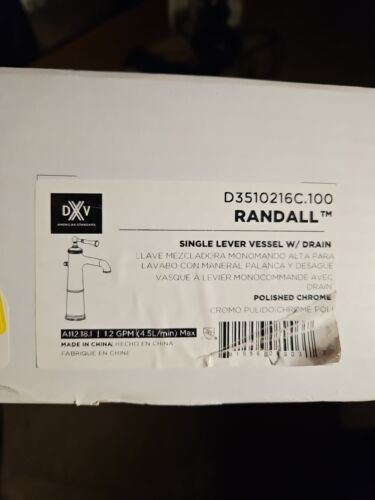 DXV
AMERICAN STANDARD
D3510216C.100
RANDALL™
SINGLE LEVER VESSEL W/ DRAIN
LLAVE MEZCLADORA MONOMANDO ALTA PARA
LAVABO CON MANERAL PALANCA Y DESAGÜE
VASQUE À LEVIER MONOCOMMANDE AVEC
DRAIN
POLISHED CHROME
CROMO PULIDO|CHROME POLI
A112.18.1 | 1.2 GPM (4.5L/min) Max
MADE IN CHINA| HECHO EN CHINA
FABRIQUÉ EN CHINE